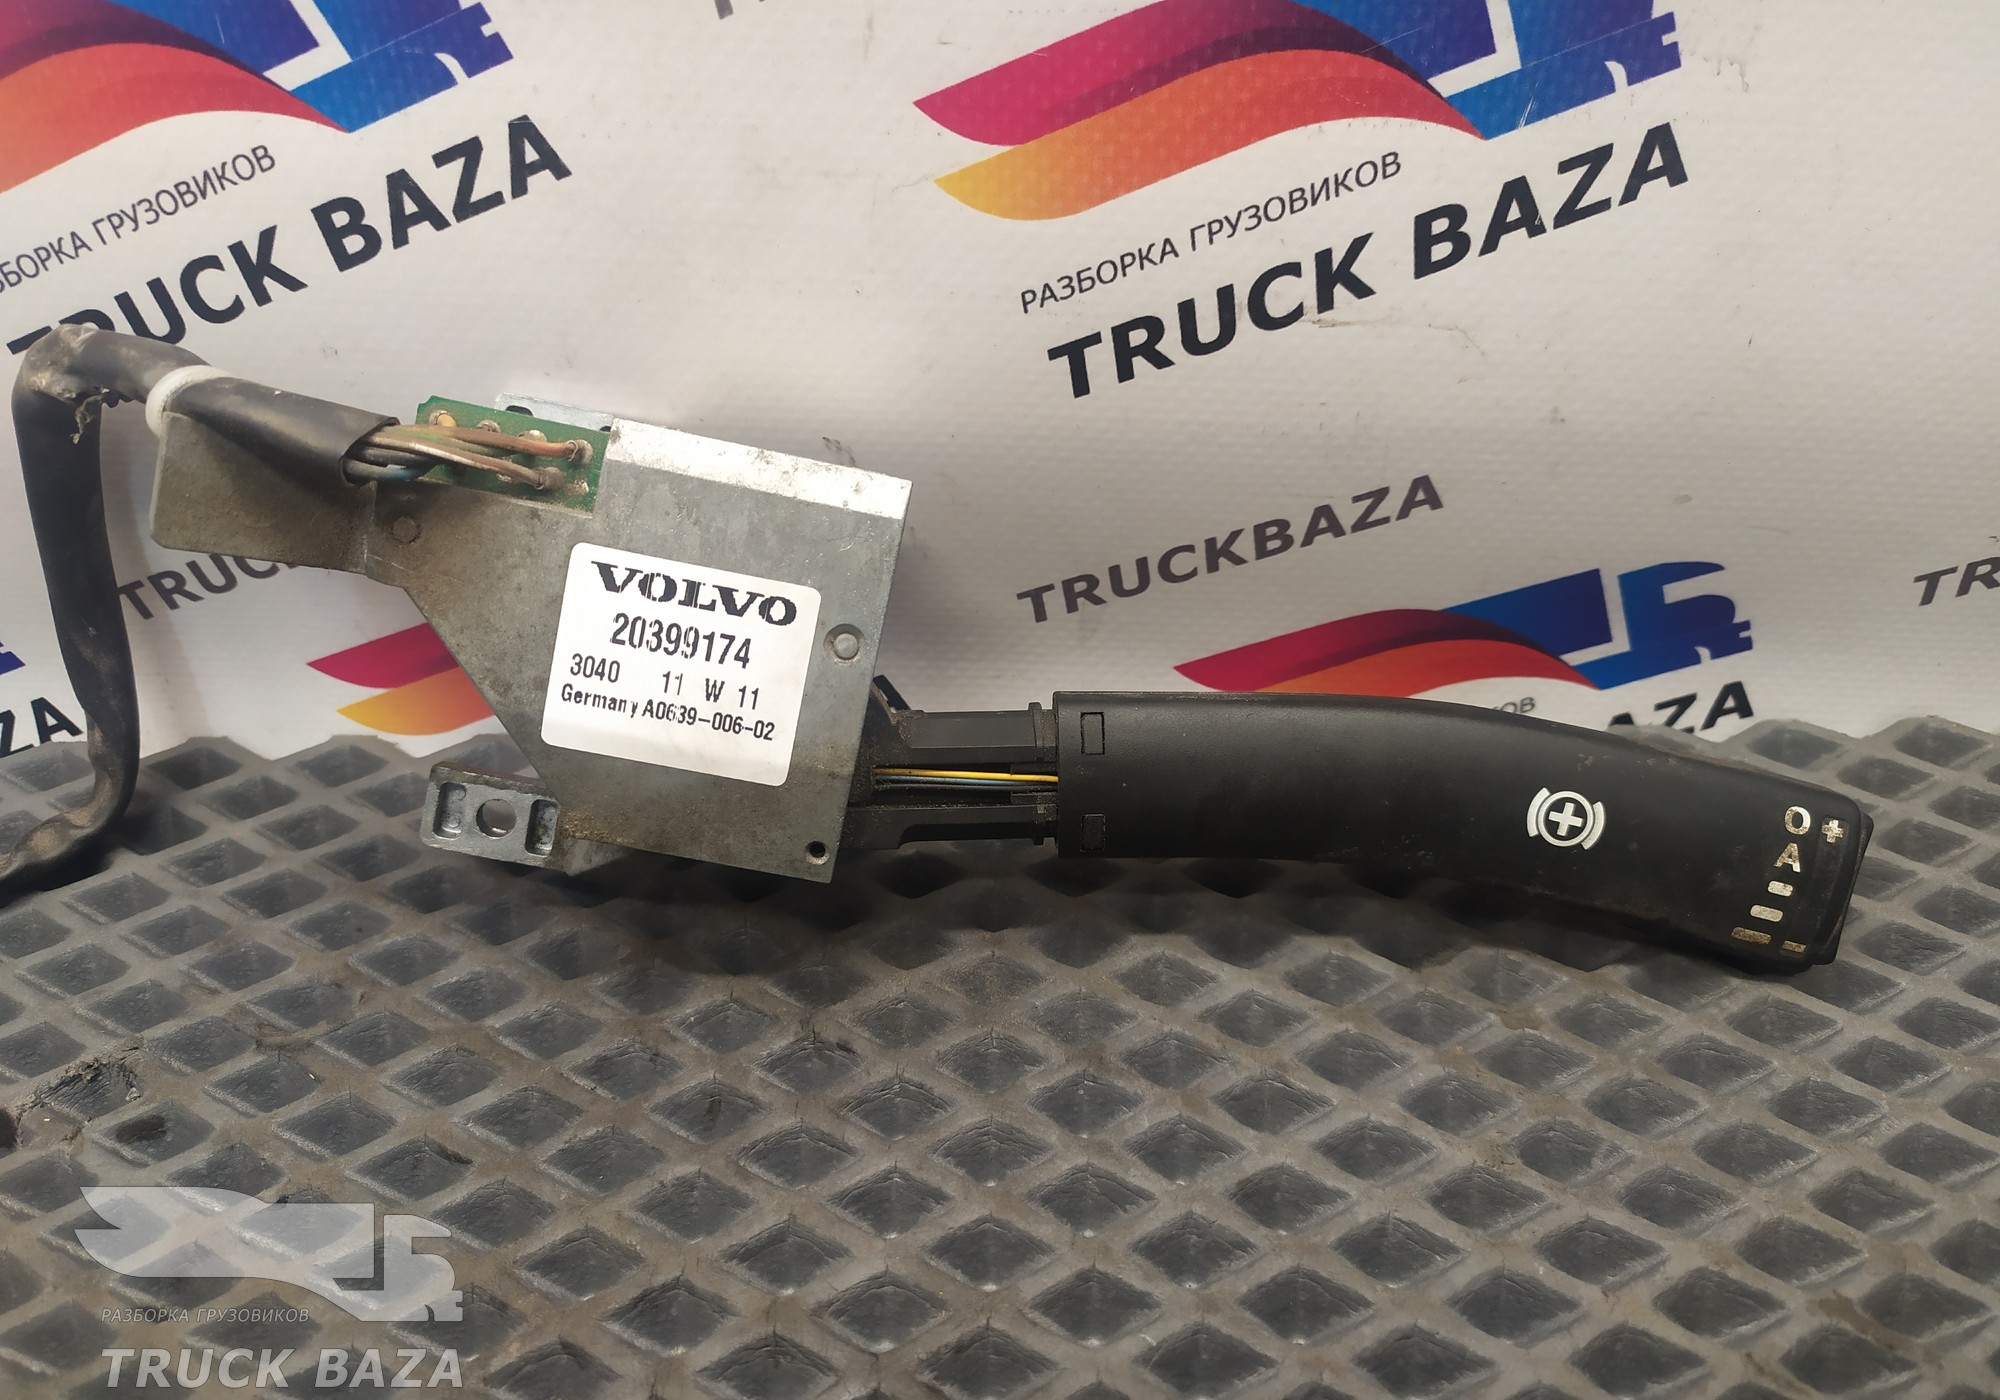 РАЗБОРКА ГРУЗОВИКОВ
TRUCK BAZA
РАЗБОРКА ГРУЗОВИКОВ
TRUCK BAZA
TRUCKBAZA
VOLVO
20399174
3040 11 W 11
Germany A0639-006-02
O +
A
-
РАЗБОРКА ГРУЗОВИКОВ
TRUCK BAZA